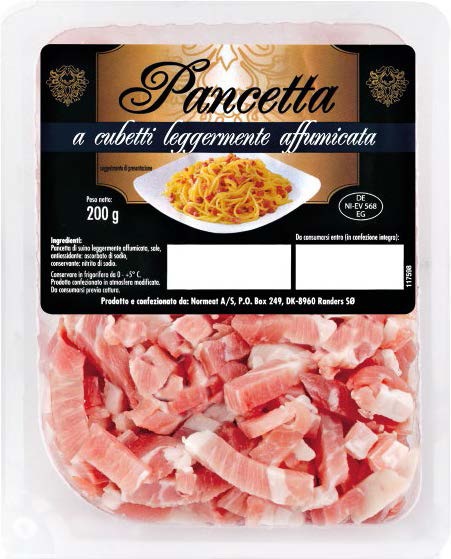 Pancetta
a cubetti leggermente affumicata
suggerimento di presentazione
Peso netto:
200 g
DE
NI-EV 568
EG
Ingredienti:
Pancetta di suino leggermente affumicata, sale,
antiossidante: ascorbato di sodio,
conservante: nitrito di sodio.
Conservare in frigorifero da 0 - +5° C.
Prodotto confezionato in atmosfera modificata.
Da consumarsi previa cottura.
Da consumarsi entro (in confezione integra):
117598
Prodotto e confezionato da: Normeat A/S, P.O. Box 249, DK-8960 Randers SØ